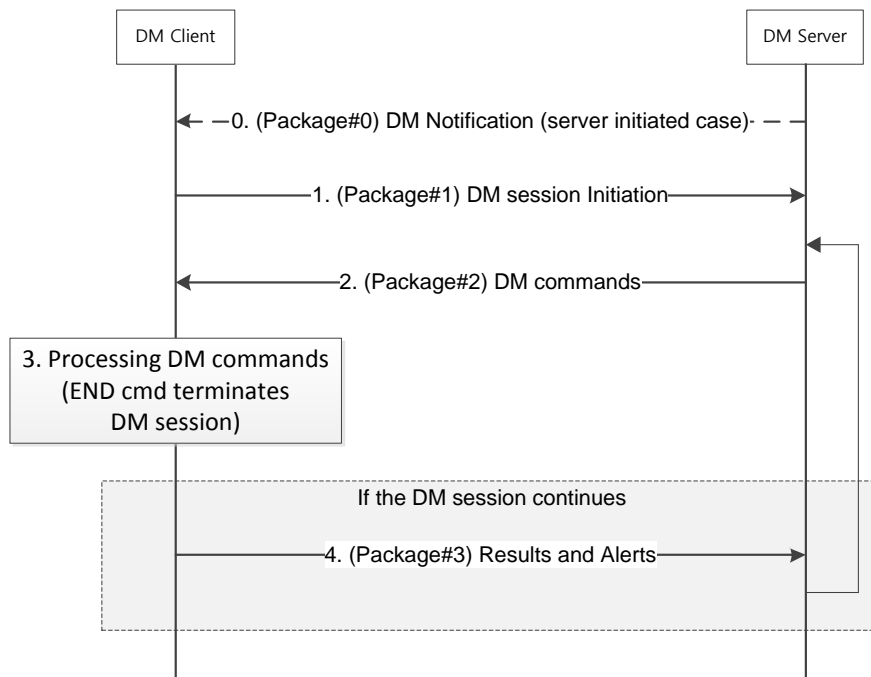 DM Client
DM Server
0. (Package#0) DM Notification (server initiated case)
1. (Package#1) DM session Initiation
2. (Package#2) DM commands
3. Processing DM commands
(END cmd terminates
DM session)
If the DM session continues
4. (Package#3) Results and Alerts